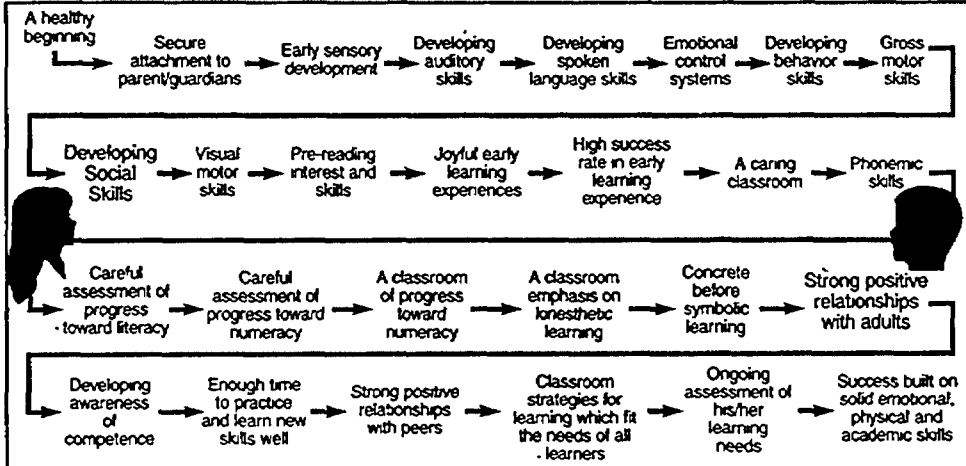 A healthy
beginning
Secure
attachment to
parent/guardians
Early sensory
development
Developing
auditory
skills
Developing
spoken
language skills
Emotional
control
systems
Developing
behavior
skills
Gross
motor
skills
Developing
Social
Skills
Visual
motor
skills
Pre-reading
interest and
skills
Joyful early
learning
experiences
High success
rate in early
learning
experience
A caring
classroom
Phonemic
skills
Careful
assessment of
progress
toward literacy
Careful
assessment of
progress toward
numeracy
A classroom
of progress
toward
numeracy
A classroom
emphasis on
kinesthetic
learning
Concrete
before
symbolic
learning
Strong positive
relationships
with adults
Developing
awareness
of
competence
Enough time
to practice
and learn new
skills well
Strong positive
relationships
with peers
Classroom
strategies for
learning which fit
the needs of all
learners
Ongoing
assessment of
his/her
learning
needs
Success built on
solid emotional,
physical and
academic skills